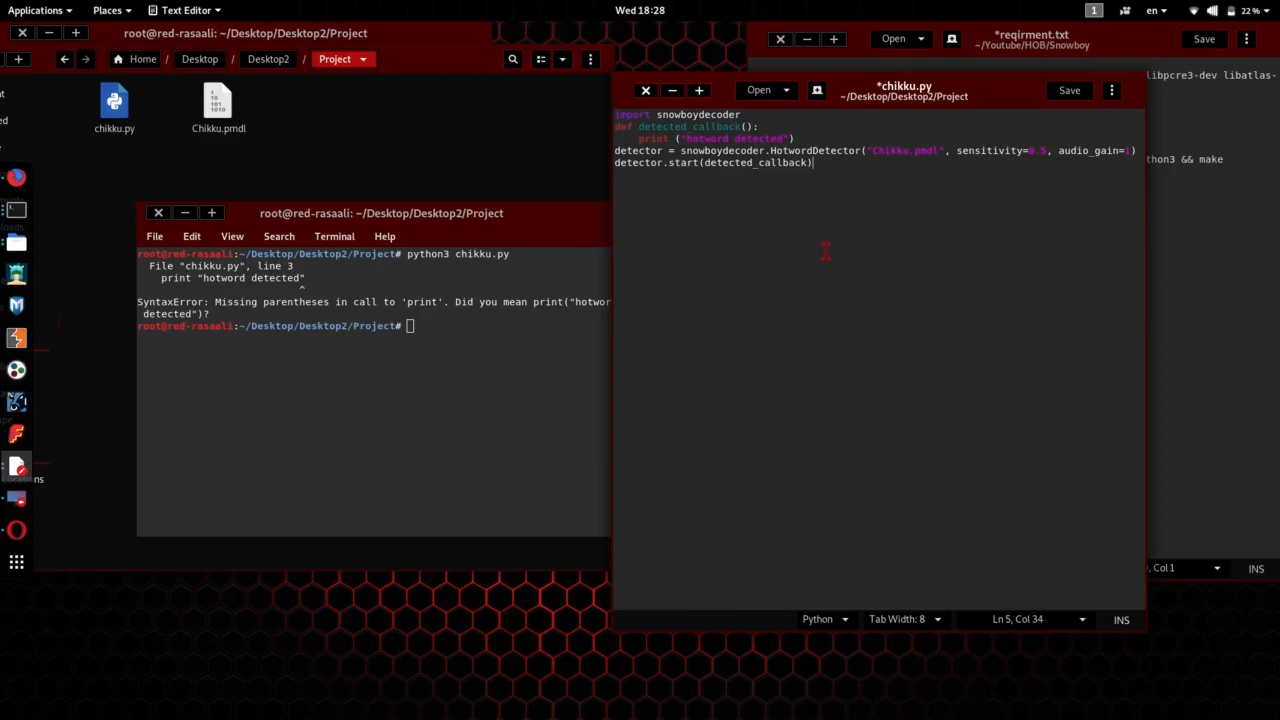 Applications
Places
Text Editor
Wed 18:28
1
en
22 %
root@red-rasaali: ~/Desktop/Desktop2/Project
Home / Desktop / Desktop2 / Project
chikku.py
Chikku.pmdl
root@red-rasaali: ~/Desktop/Desktop2/Project
File Edit View Search Terminal Help
root@red-rasaali:~/Desktop/Desktop2/Project# python3 chikku.py
File "chikku.py", line 3
print "hotword detected"
^
SyntaxError: Missing parentheses in call to 'print'. Did you mean print("hotwor
detected")?
root@red-rasaali:~/Desktop/Desktop2/Project#
Open
*reqirment.txt
~/Youtube/HOB/Snowboy
Save
libpcre3-dev libatlas-
thon3 && make
, Col 1
INS
Open
*chikku.py
~/Desktop/Desktop2/Project
Save
import snowboydecoder
def detected_callback():
print ("hotword detected")
detector = snowboydecoder.HotwordDetector("Chikku.pmdl", sensitivity=0.5, audio_gain=1)
detector.start(detected_callback)
Python
Tab Width: 8
Ln 5, Col 34
INS